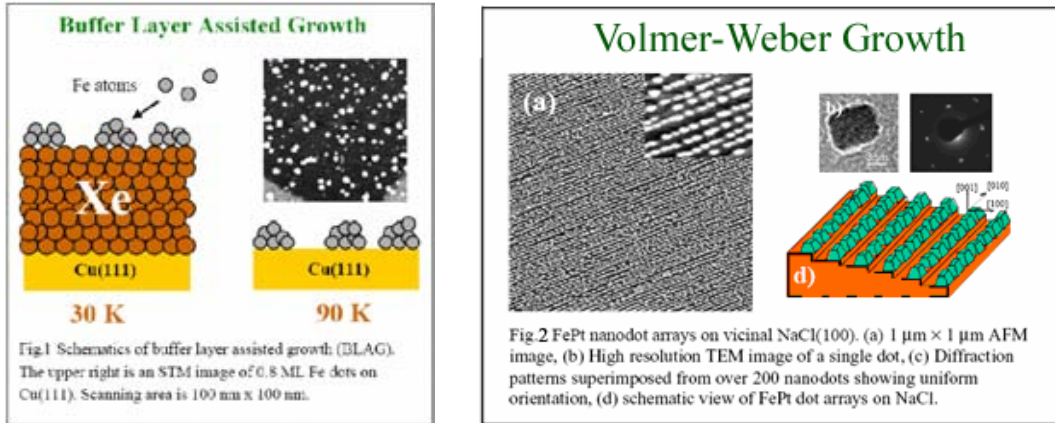 Buffer Layer Assisted Growth
Fe atoms
Xe
Cu(111)
Cu(111)
30 K
90 K
Fig.1 Schematics of buffer layer assisted growth (BLAG).
The upper right is an STM image of 0.8 ML Fe dots on
Cu(111). Scanning area is 100 nm x 100 nm.
Volmer-Weber Growth
(a)
b)
[001]
[010]
[100]
d)
Fig.2 FePt nanodot arrays on vicinal NaCl(100). (a) 1 μm × 1 μm AFM
image, (b) High resolution TEM image of a single dot, (c) Diffraction
patterns superimposed from over 200 nanodots showing uniform
orientation, (d) schematic view of FePt dot arrays on NaCl.